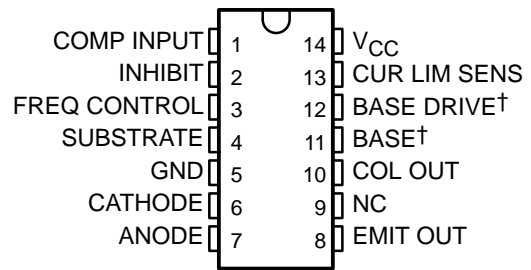 COMP INPUT 1 14 VCC
INHIBIT 2 13 CUR LIM SENS
FREQ CONTROL 3 12 BASE DRIVE†
SUBSTRATE 4 11 BASE†
GND 5 10 COL OUT
CATHODE 6 9 NC
ANODE 7 8 EMIT OUT